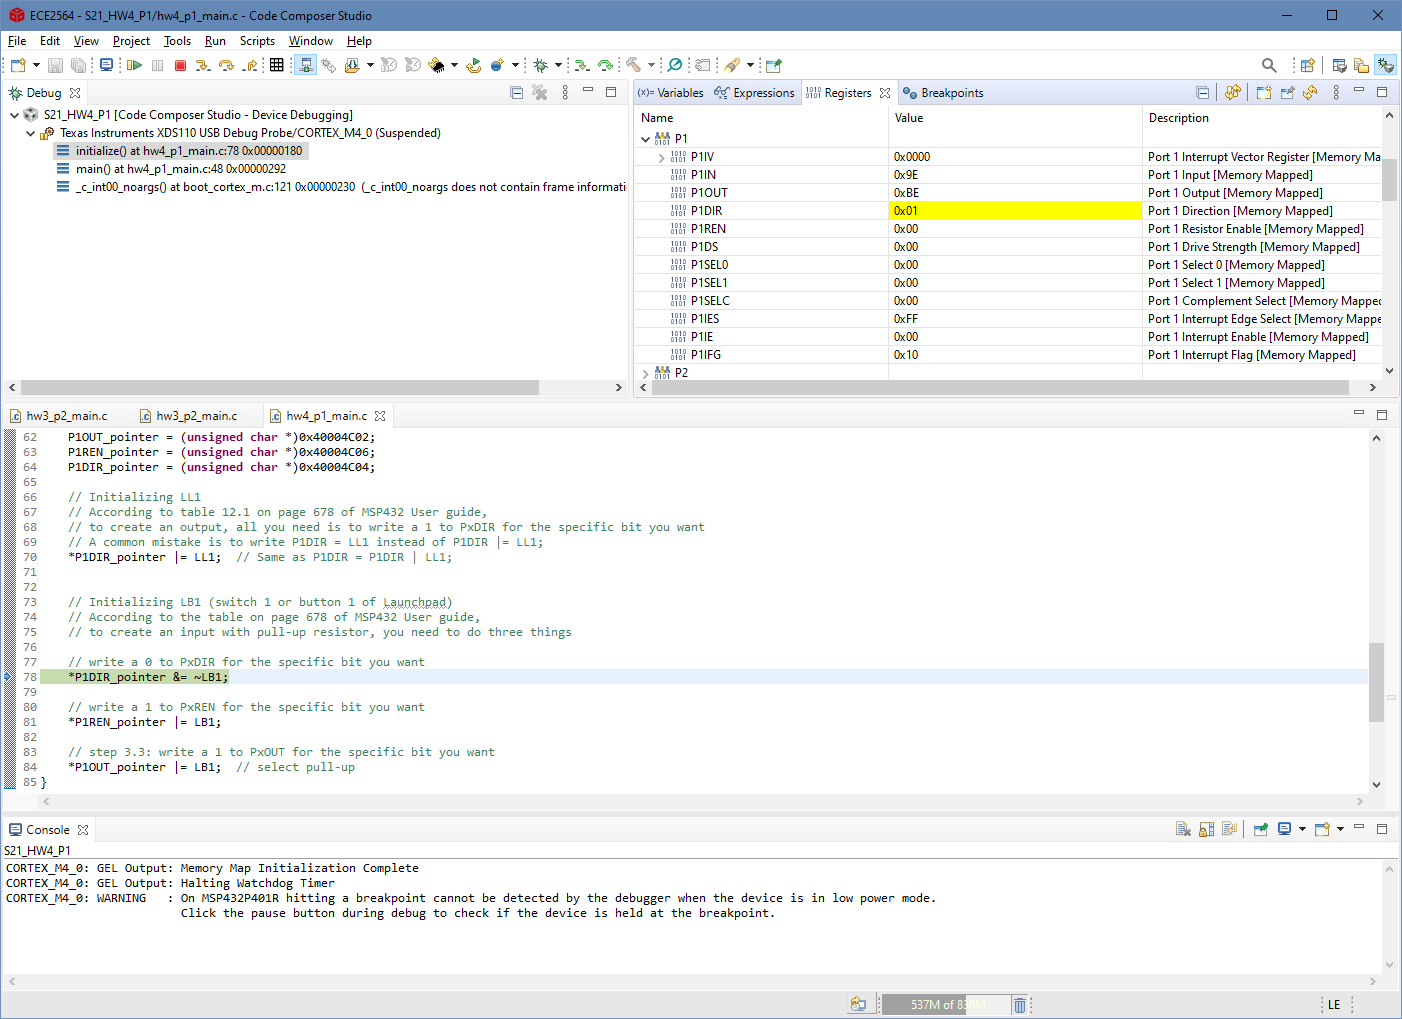 ECE2564 - S21_HW4_P1/hw4_p1_main.c - Code Composer Studio
File Edit View Project Tools Run Scripts Window Help
Debug
S21_HW4_P1 [Code Composer Studio - Device Debugging]
Texas Instruments XDS110 USB Debug Probe/CORTEX_M4_0 (Suspended)
initialize() at hw4_p1_main.c:78 0x00000180
main() at hw4_p1_main.c:48 0x00000292
_c_int00_noargs() at boot_cortex_m.c:121 0x00000230 (_c_int00_noargs does not contain frame informati
(x)= Variables Expressions Registers Breakpoints
Name Value Description
P1
P1IV 0x0000 Port 1 Interrupt Vector Register [Memory Ma
P1IN 0x9E Port 1 Input [Memory Mapped]
P1OUT 0xBE Port 1 Output [Memory Mapped]
P1DIR 0x01 Port 1 Direction [Memory Mapped]
P1REN 0x00 Port 1 Resistor Enable [Memory Mapped]
P1DS 0x00 Port 1 Drive Strength [Memory Mapped]
P1SEL0 0x00 Port 1 Select 0 [Memory Mapped]
P1SEL1 0x00 Port 1 Select 1 [Memory Mapped]
P1SELC 0x00 Port 1 Complement Select [Memory Mapped
P1IES 0xFF Port 1 Interrupt Edge Select [Memory Mappe
P1IE 0x00 Port 1 Interrupt Enable [Memory Mapped]
P1IFG 0x10 Port 1 Interrupt Flag [Memory Mapped]
P2
hw3_p2_main.c hw3_p2_main.c hw4_p1_main.c
62 P1OUT_pointer = (unsigned char *)0x40004C02;
63 P1REN_pointer = (unsigned char *)0x40004C06;
64 P1DIR_pointer = (unsigned char *)0x40004C04;
65
66 // Initializing LL1
67 // According to table 12.1 on page 678 of MSP432 User guide,
68 // to create an output, all you need is to write a 1 to PxDIR for the specific bit you want
69 // A common mistake is to write P1DIR = LL1 instead of P1DIR |= LL1;
70 *P1DIR_pointer |= LL1; // Same as P1DIR = P1DIR | LL1;
71
72
73 // Initializing LB1 (switch 1 or button 1 of Launchpad)
74 // According to the table on page 678 of MSP432 User guide,
75 // to create an input with pull-up resistor, you need to do three things
76
77 // write a 0 to PxDIR for the specific bit you want
78 *P1DIR_pointer &= ~LB1;
79
80 // write a 1 to PxREN for the specific bit you want
81 *P1REN_pointer |= LB1;
82
83 // step 3.3: write a 1 to PxOUT for the specific bit you want
84 *P1OUT_pointer |= LB1; // select pull-up
85 }
Console
S21_HW4_P1
CORTEX_M4_0: GEL Output: Memory Map Initialization Complete
CORTEX_M4_0: GEL Output: Halting Watchdog Timer
CORTEX_M4_0: WARNING : On MSP432P401R hitting a breakpoint cannot be detected by the debugger when the device is in low power mode.
Click the pause button during debug to check if the device is held at the breakpoint.
537M of 830M
LE